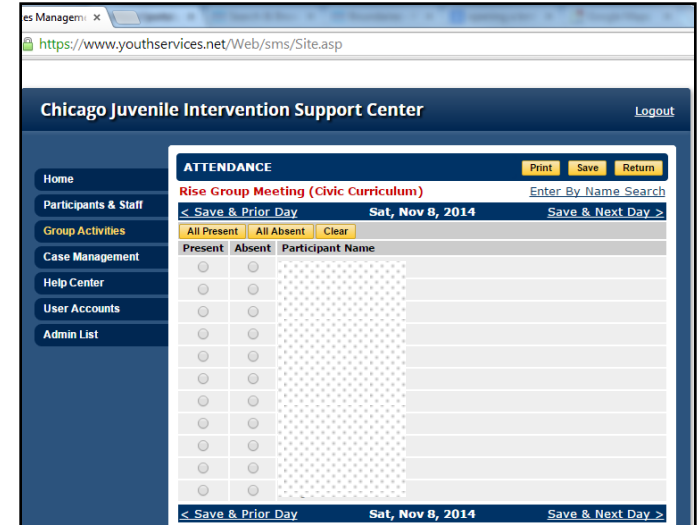 es Managem ×
https://www.youthservices.net/Web/sms/Site.asp
Chicago Juvenile Intervention Support Center
Logout
Home
Participants & Staff
Group Activities
Case Management
Help Center
User Accounts
Admin List
ATTENDANCE
Print Save Return
Rise Group Meeting (Civic Curriculum)
Enter By Name Search
< Save & Prior Day Sat, Nov 8, 2014 Save & Next Day >
All Present All Absent Clear
Present Absent Participant Name
< Save & Prior Day Sat, Nov 8, 2014 Save & Next Day >